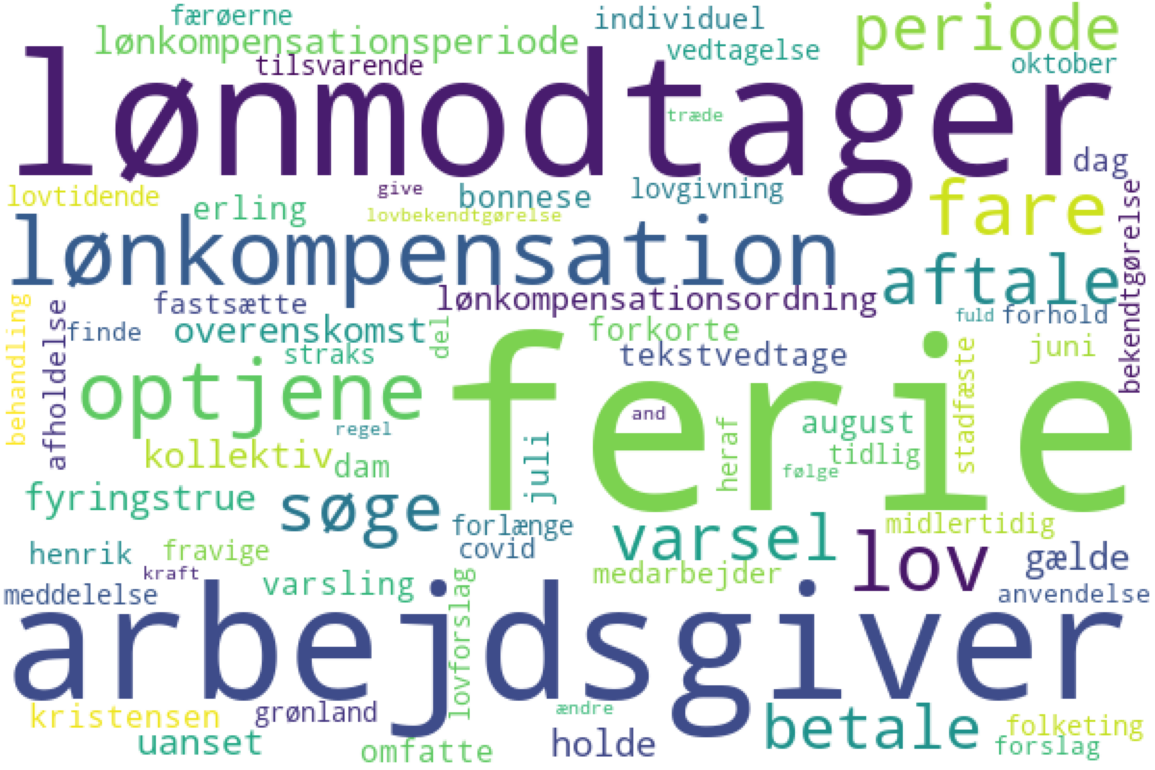 færøerne
individuel
periode
lønkompensationsperiode
vedtagelse
tilsvarende
oktober
lønmodtager
træde
dag
lovtidende
give
bonnese
lovgivning
fare
erling
lovbekendtgørelse
bekendtgørelse
lønkompensation
aftale
behandling
afholdelse
fastsætte
lønkompensationsordning
fuld
forhold
finde
overenskomst
del
forkorte
straks
tekstvedtage
juni
optjene
ferie
stadfæste
and
regel
august
heraf
kollektiv
dam
juli
tidlig
følge
fyringstrue
søge
forlænge
varsel
midlertidig
henrik
fravige
covid
lov
gælde
kraft
varsling
medarbejder
meddelelse
lovforslag
anvendelse
arbejdsgiver
kristensen
grønland
ændre
betale
folketing
uanset
omfatte
holde
forslag